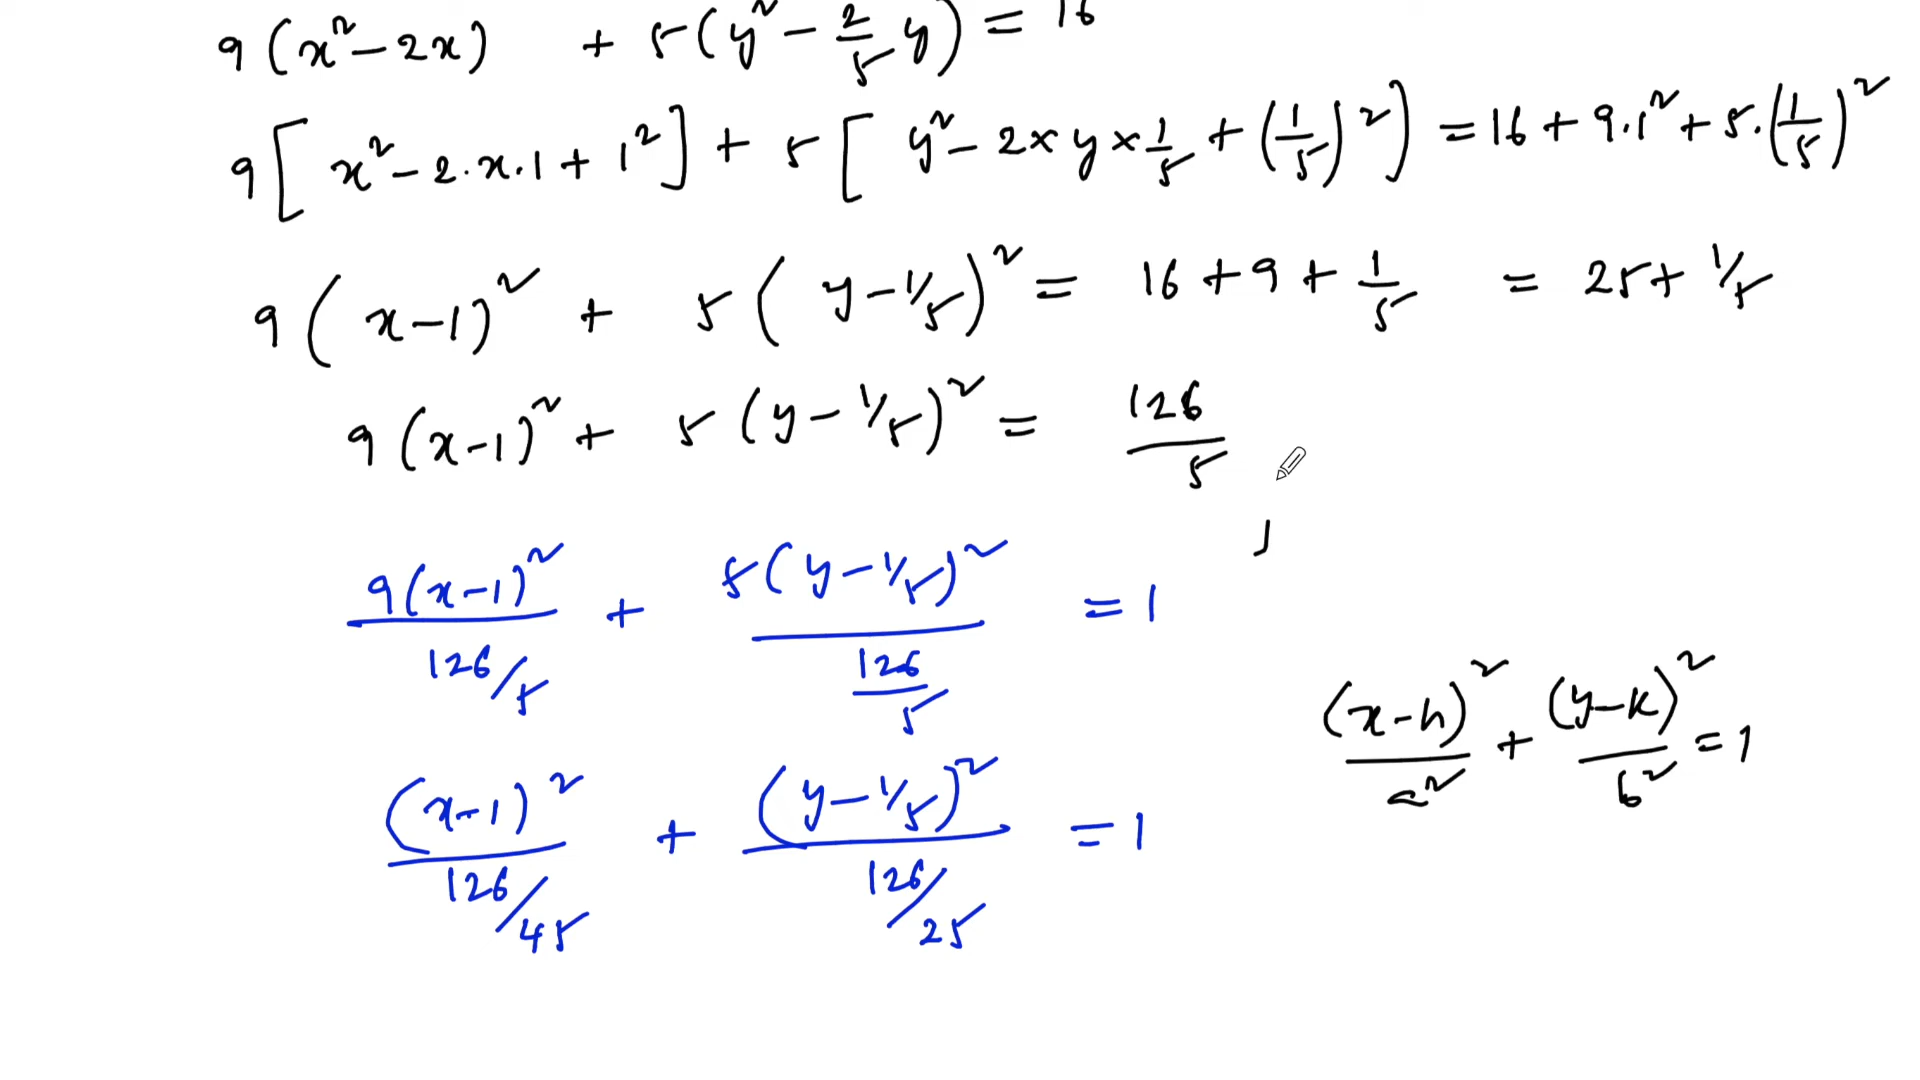 9(x²-2x) + 5(y²-2/5 y) = 16
9[x²-2.x.1+1²] + 5[y²-2×y×1/5+(1/5)²] = 16+9.1²+5.(1/5)²
9(x-1)² + 5(y-1/5)² = 16+9+1/5 = 25+1/5
9(x-1)² + 5(y-1/5)² = 126/5
9(x-1)²/126/5 + 5(y-1/5)²/126/5 = 1
(x-h)²/a² + (y-k)²/b² = 1
(x-1)²/126/45 + (y-1/5)²/126/25 = 1